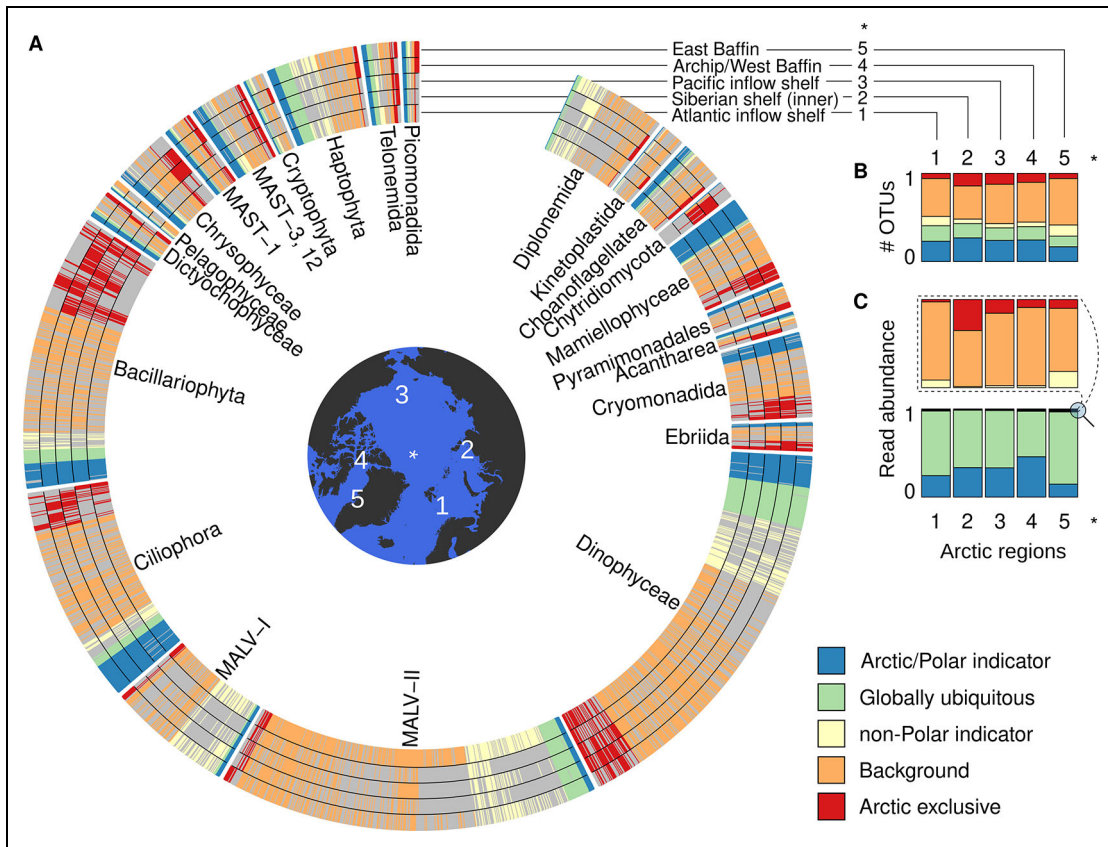 A
*
East Baffin 5
Archip/West Baffin 4
Pacific inflow shelf 3
Siberian shelf (inner) 2
Atlantic inflow shelf 1
Picomonadida
Telonemida
Haptophyta
Cryptophyta
MAST-3, 12
MAST-1
Chrysophyceae
Pelagophyceae
Dictyochophyceae
Bacillariophyta
Ciliophora
MALV-I
MALV-II
Dinophyceae
Ebriida
Cryomonadida
Acantharea
Pyramimonadales
Mamiellophyceae
Chytridiomycota
Choanoflagellatea
Kinetoplastida
Diplonemida
3
4
2
*
5
1
1 2 3 4 5 *
B
1
# OTUs
0
C
Read abundance
1
0
1 2 3 4 5 *
Arctic regions
Arctic/Polar indicator
Globally ubiquitous
non-Polar indicator
Background
Arctic exclusive